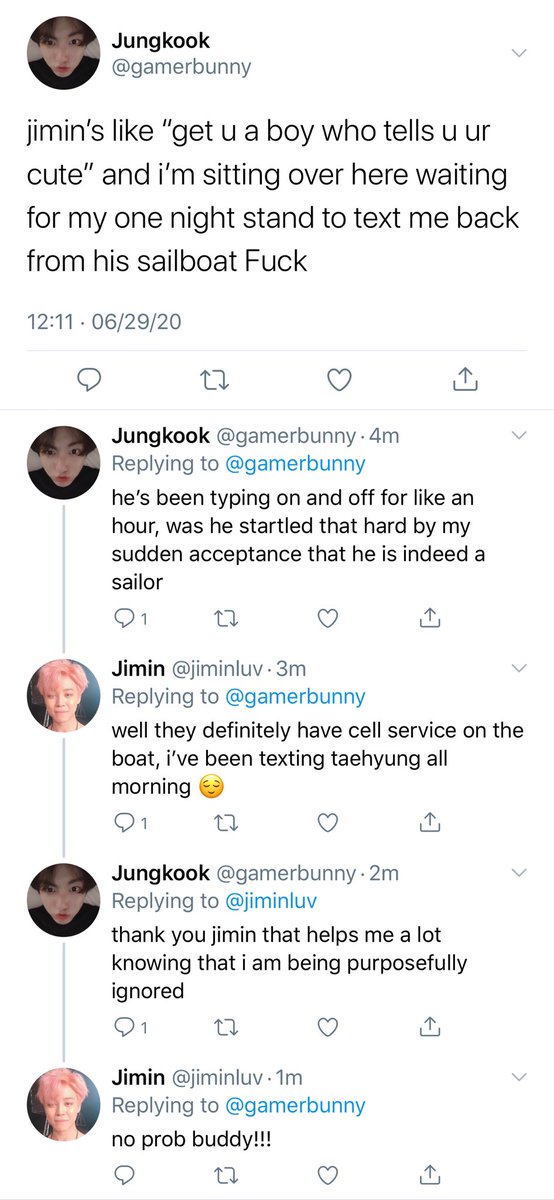 Jungkook
@gamerbunny
jimin’s like “get u a boy who tells u ur
cute” and i’m sitting over here waiting
for my one night stand to text me back
from his sailboat Fuck
12:11 · 06/29/20
Jungkook @gamerbunny · 4m
Replying to @gamerbunny
he’s been typing on and off for like an
hour, was he startled that hard by my
sudden acceptance that he is indeed a
sailor
1
Jimin @jiminluv · 3m
Replying to @gamerbunny
well they definitely have cell service on the
boat, i’ve been texting taehyung all
morning 😌
1
Jungkook @gamerbunny · 2m
Replying to @jiminluv
thank you jimin that helps me a lot
knowing that i am being purposefully
ignored
1
Jimin @jiminluv · 1m
Replying to @gamerbunny
no prob buddy!!!